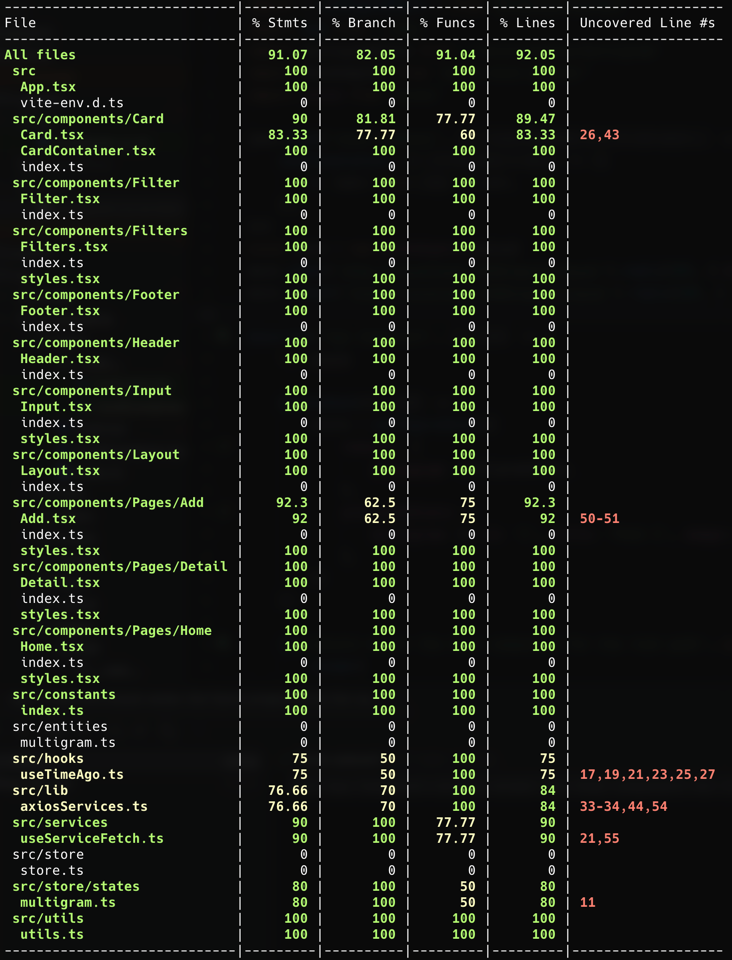 ----------------------------|---------|----------|---------|---------|-------------------
File                        | % Stmts | % Branch | % Funcs | % Lines | Uncovered Line #s
----------------------------|---------|----------|---------|---------|-------------------
All files                   |   91.07 |    82.05 |   91.04 |   92.05 |
 src                        |     100 |      100 |     100 |     100 |
  App.tsx                   |     100 |      100 |     100 |     100 |
  vite-env.d.ts             |       0 |        0 |       0 |       0 |
 src/components/Card        |      90 |    81.81 |   77.77 |   89.47 |
  Card.tsx                  |   83.33 |    77.77 |      60 |   83.33 | 26,43
  CardContainer.tsx         |     100 |      100 |     100 |     100 |
  index.ts                  |       0 |        0 |       0 |       0 |
 src/components/Filter      |     100 |      100 |     100 |     100 |
  Filter.tsx                |     100 |      100 |     100 |     100 |
  index.ts                  |       0 |        0 |       0 |       0 |
 src/components/Filters     |     100 |      100 |     100 |     100 |
  Filters.tsx               |     100 |      100 |     100 |     100 |
  index.ts                  |       0 |        0 |       0 |       0 |
  styles.tsx                |     100 |      100 |     100 |     100 |
 src/components/Footer      |     100 |      100 |     100 |     100 |
  Footer.tsx                |     100 |      100 |     100 |     100 |
  index.ts                  |       0 |        0 |       0 |       0 |
 src/components/Header      |     100 |      100 |     100 |     100 |
  Header.tsx                |     100 |      100 |     100 |     100 |
  index.ts                  |       0 |        0 |       0 |       0 |
 src/components/Input       |     100 |      100 |     100 |     100 |
  Input.tsx                 |     100 |      100 |     100 |     100 |
  index.ts                  |       0 |        0 |       0 |       0 |
  styles.tsx                |     100 |      100 |     100 |     100 |
 src/components/Layout      |     100 |      100 |     100 |     100 |
  Layout.tsx                |     100 |      100 |     100 |     100 |
  index.ts                  |       0 |        0 |       0 |       0 |
 src/components/Pages/Add   |    92.3 |     62.5 |      75 |    92.3 |
  Add.tsx                   |      92 |     62.5 |      75 |      92 | 50-51
  index.ts                  |       0 |        0 |       0 |       0 |
  styles.tsx                |     100 |      100 |     100 |     100 |
 src/components/Pages/Detail |     100 |      100 |     100 |     100 |
  Detail.tsx                |     100 |      100 |     100 |     100 |
  index.ts                  |       0 |        0 |       0 |       0 |
  styles.tsx                |     100 |      100 |     100 |     100 |
 src/components/Pages/Home  |     100 |      100 |     100 |     100 |
  Home.tsx                  |     100 |      100 |     100 |     100 |
  index.ts                  |       0 |        0 |       0 |       0 |
  styles.tsx                |     100 |      100 |     100 |     100 |
 src/constants              |     100 |      100 |     100 |     100 |
  index.ts                  |     100 |      100 |     100 |     100 |
 src/entities               |       0 |        0 |       0 |       0 |
  multigram.ts              |       0 |        0 |       0 |       0 |
 src/hooks                  |      75 |       50 |     100 |      75 |
  useTimeAgo.ts             |      75 |       50 |     100 |      75 | 17,19,21,23,25,27
 src/lib                    |   76.66 |       70 |     100 |      84 |
  axiosServices.ts          |   76.66 |       70 |     100 |      84 | 33-34,44,54
 src/services               |      90 |      100 |   77.77 |      90 |
  useServiceFetch.ts        |      90 |      100 |   77.77 |      90 | 21,55
 src/store                  |       0 |        0 |       0 |       0 |
  store.ts                  |       0 |        0 |       0 |       0 |
 src/store/states           |      80 |      100 |      50 |      80 |
  multigram.ts              |      80 |      100 |      50 |      80 | 11
 src/utils                  |     100 |      100 |     100 |     100 |
  utils.ts                  |     100 |      100 |     100 |     100 |
----------------------------|---------|----------|---------|---------|-------------------